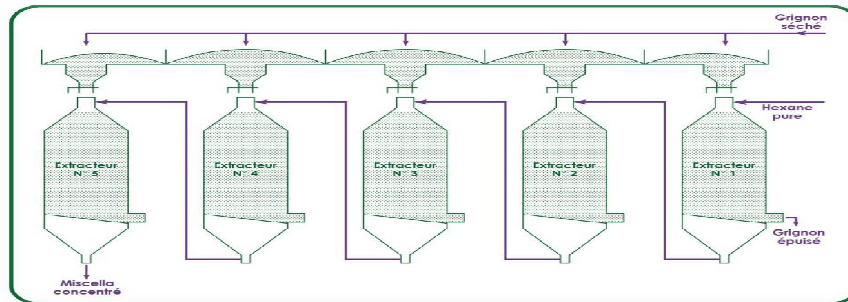 Grignon
séché
Hexane
pure
Extracteur
N° 5
Extracteur
N° 4
Extracteur
N° 3
Extracteur
N° 2
Extracteur
N° 1
Grignon
épuisé
Miscella
concentré